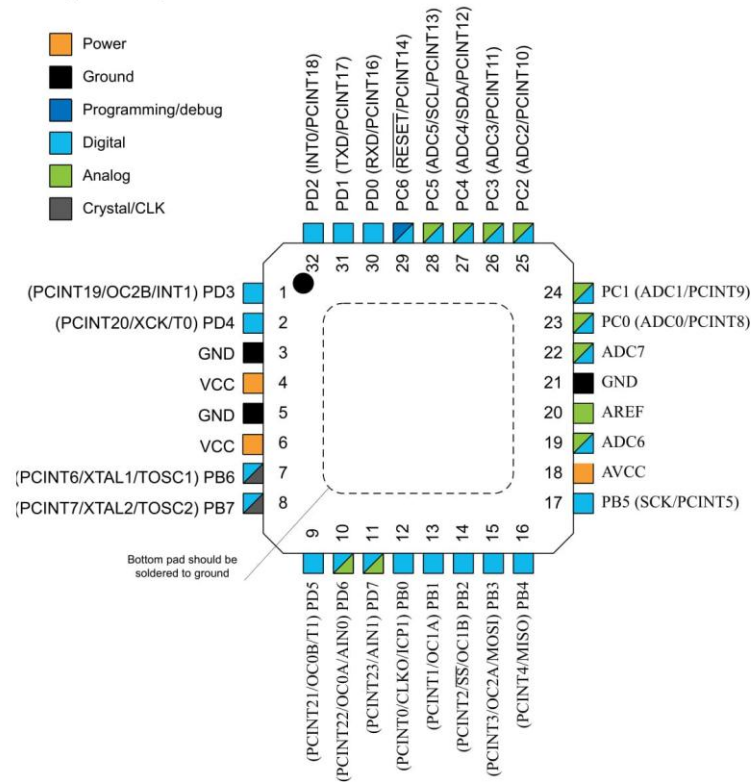 Power
Ground
Programming/debug
Digital
Analog
Crystal/CLK
PD2 (INT0/PCINT18)
PD1 (TXD/PCINT17)
PD0 (RXD/PCINT16)
PC6 (RESET/PCINT14)
PC5 (ADC5/SCL/PCINT13)
PC4 (ADC4/SDA/PCINT12)
PC3 (ADC3/PCINT11)
PC2 (ADC2/PCINT10)
32
31
30
29
28
27
26
25
(PCINT19/OC2B/INT1) PD3 1
(PCINT20/XCK/T0) PD4 2
GND 3
VCC 4
GND 5
VCC 6
(PCINT6/XTAL1/TOSC1) PB6 7
(PCINT7/XTAL2/TOSC2) PB7 8
24 PC1 (ADC1/PCINT9)
23 PC0 (ADC0/PCINT8)
22 ADC7
21 GND
20 AREF
19 ADC6
18 AVCC
17 PB5 (SCK/PCINT5)
9
10
11
12
13
14
15
16
Bottom pad should be
soldered to ground
(PCINT21/OC0B/T1) PD5
(PCINT22/OC0A/AIN0) PD6
(PCINT23/AIN1) PD7
(PCINT0/CLKO/ICP1) PB0
(PCINT1/OC1A) PB1
(PCINT2/SS/OC1B) PB2
(PCINT3/OC2A/MOSI) PB3
(PCINT4/MISO) PB4